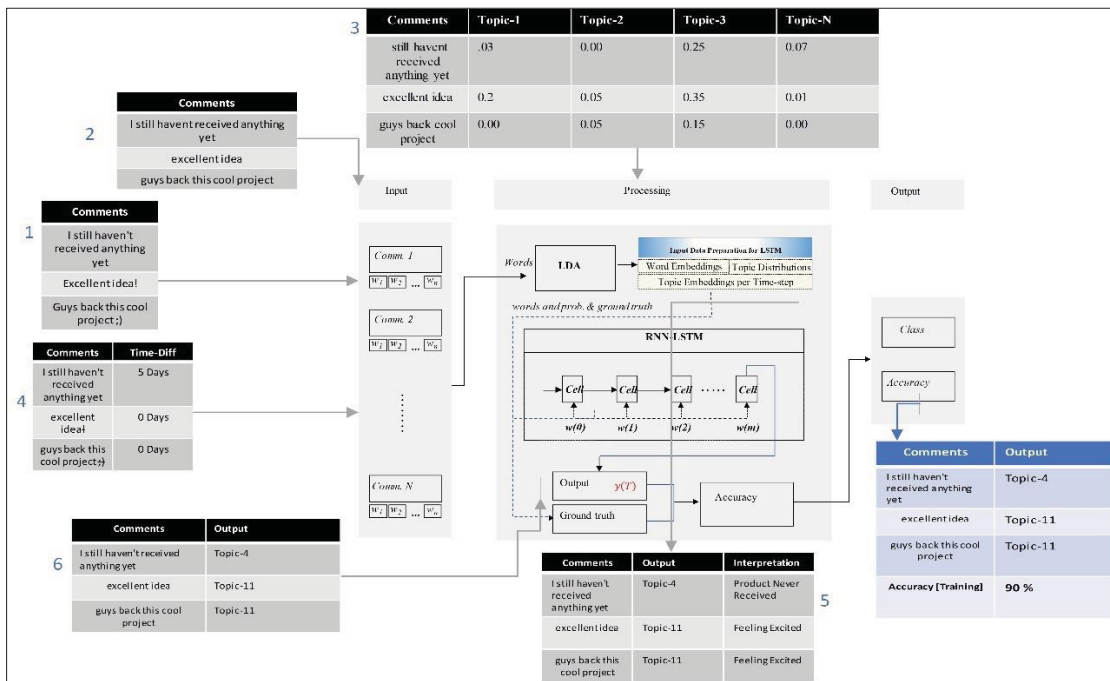 3
Comments Topic-1 Topic-2 Topic-3 Topic-N
still havent
received
anything yet
.03 0.00 0.25 0.07
excellent idea 0.2 0.05 0.35 0.01
guys back cool
project
0.00 0.05 0.15 0.00
2
Comments
I still havent received anything
yet
excellent idea
guys back this cool project
1
Comments
I still haven't
received anything
yet
Excellent idea!
Guys back this cool
project ;)
4
Comments Time-Diff
I still haven't
received
anything yet
5 Days
excellent
idea!
0 Days
guys back this
cool project;)
0 Days
6
Comments Output
I still haven't received
anything yet
Topic-4
excellent idea Topic-11
guys back this cool
project
Topic-11
Input
Comm. 1
w1 w2 ... wn
Comm. 2
w1 w2 ... wn
Comm. N
w1 w2 ... wn
Processing
Words
LDA
Input Data Preparation for LSTM
Word Embeddings Topic Distributions
Topic Embeddings per Time-step
words and prob. & ground truth
RNN-LSTM
Cell Cell Cell ..... Cell
w(0) w(1) w(2) w(m)
Output y(T)
Ground truth
Accuracy
Output
Class
Accuracy
5
Comments Output Interpretation
I still haven't
received
anything yet
Topic-4
Product Never
Received
excellent idea Topic-11 Feeling Excited
guys back this
cool project
Topic-11 Feeling Excited
Comments Output
I still haven't
received anything
yet
Topic-4
excellent idea Topic-11
guys back this cool
project
Topic-11
Accuracy [Training] 90 %